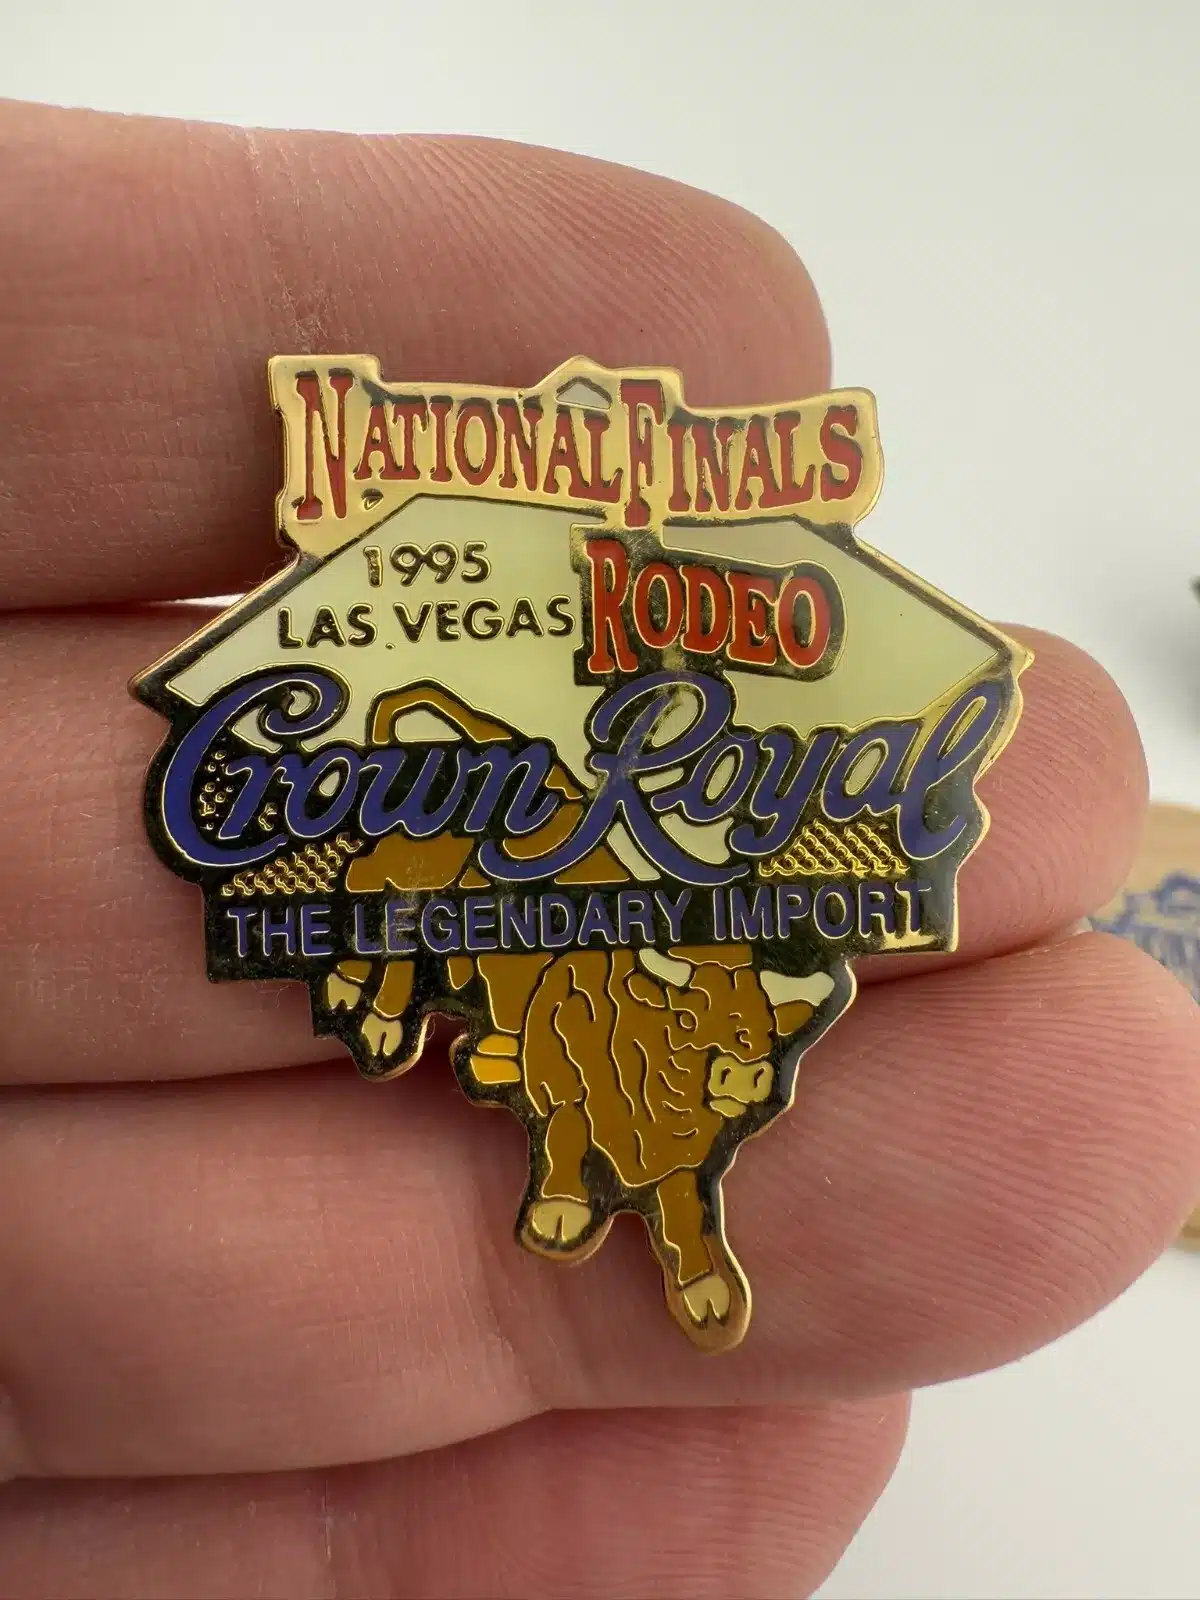 NATIONAL FINALS
RODEO
1995
LAS VEGAS
Crown Royal
THE LEGENDARY IMPORT